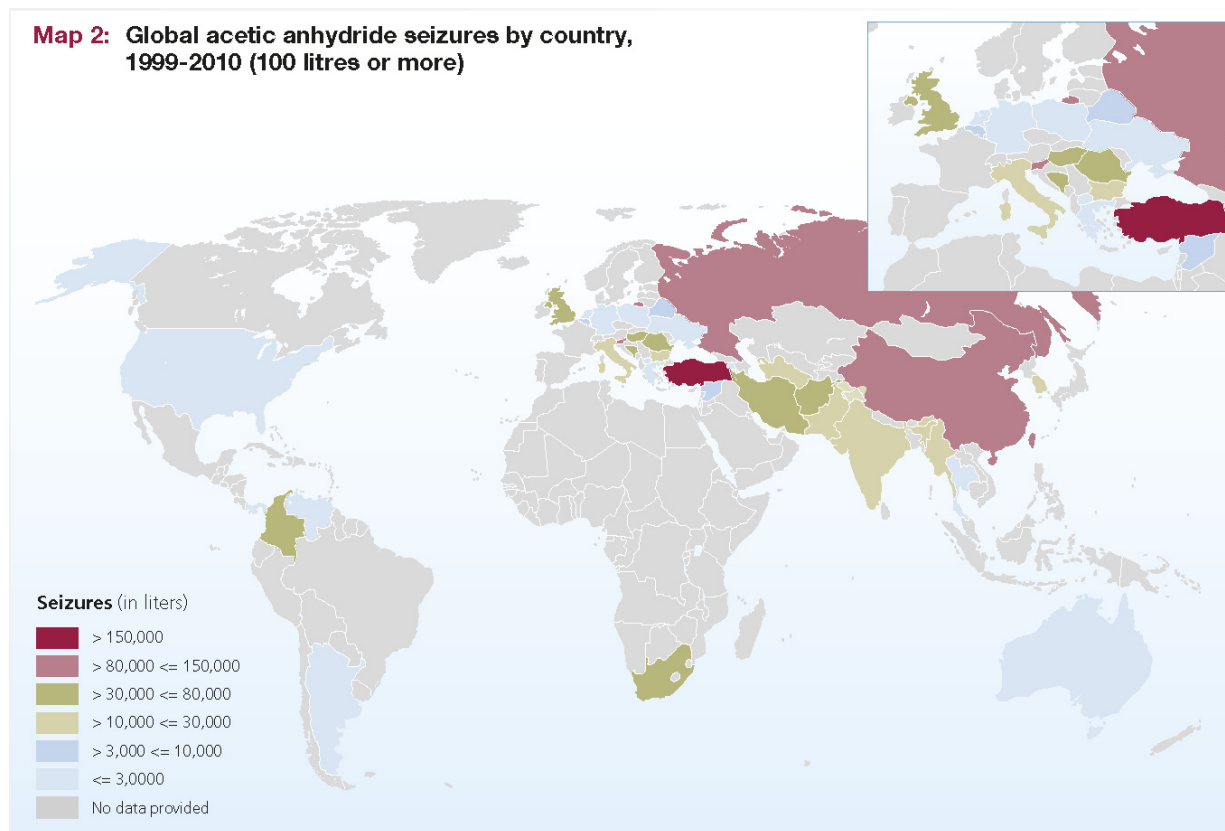 Map 2: Global acetic anhydride seizures by country,
1999-2010 (100 litres or more)
Seizures (in liters)
> 150,000
> 80,000 <= 150,000
> 30,000 <= 80,000
> 10,000 <= 30,000
> 3,000 <= 10,000
<= 3,0000
No data provided